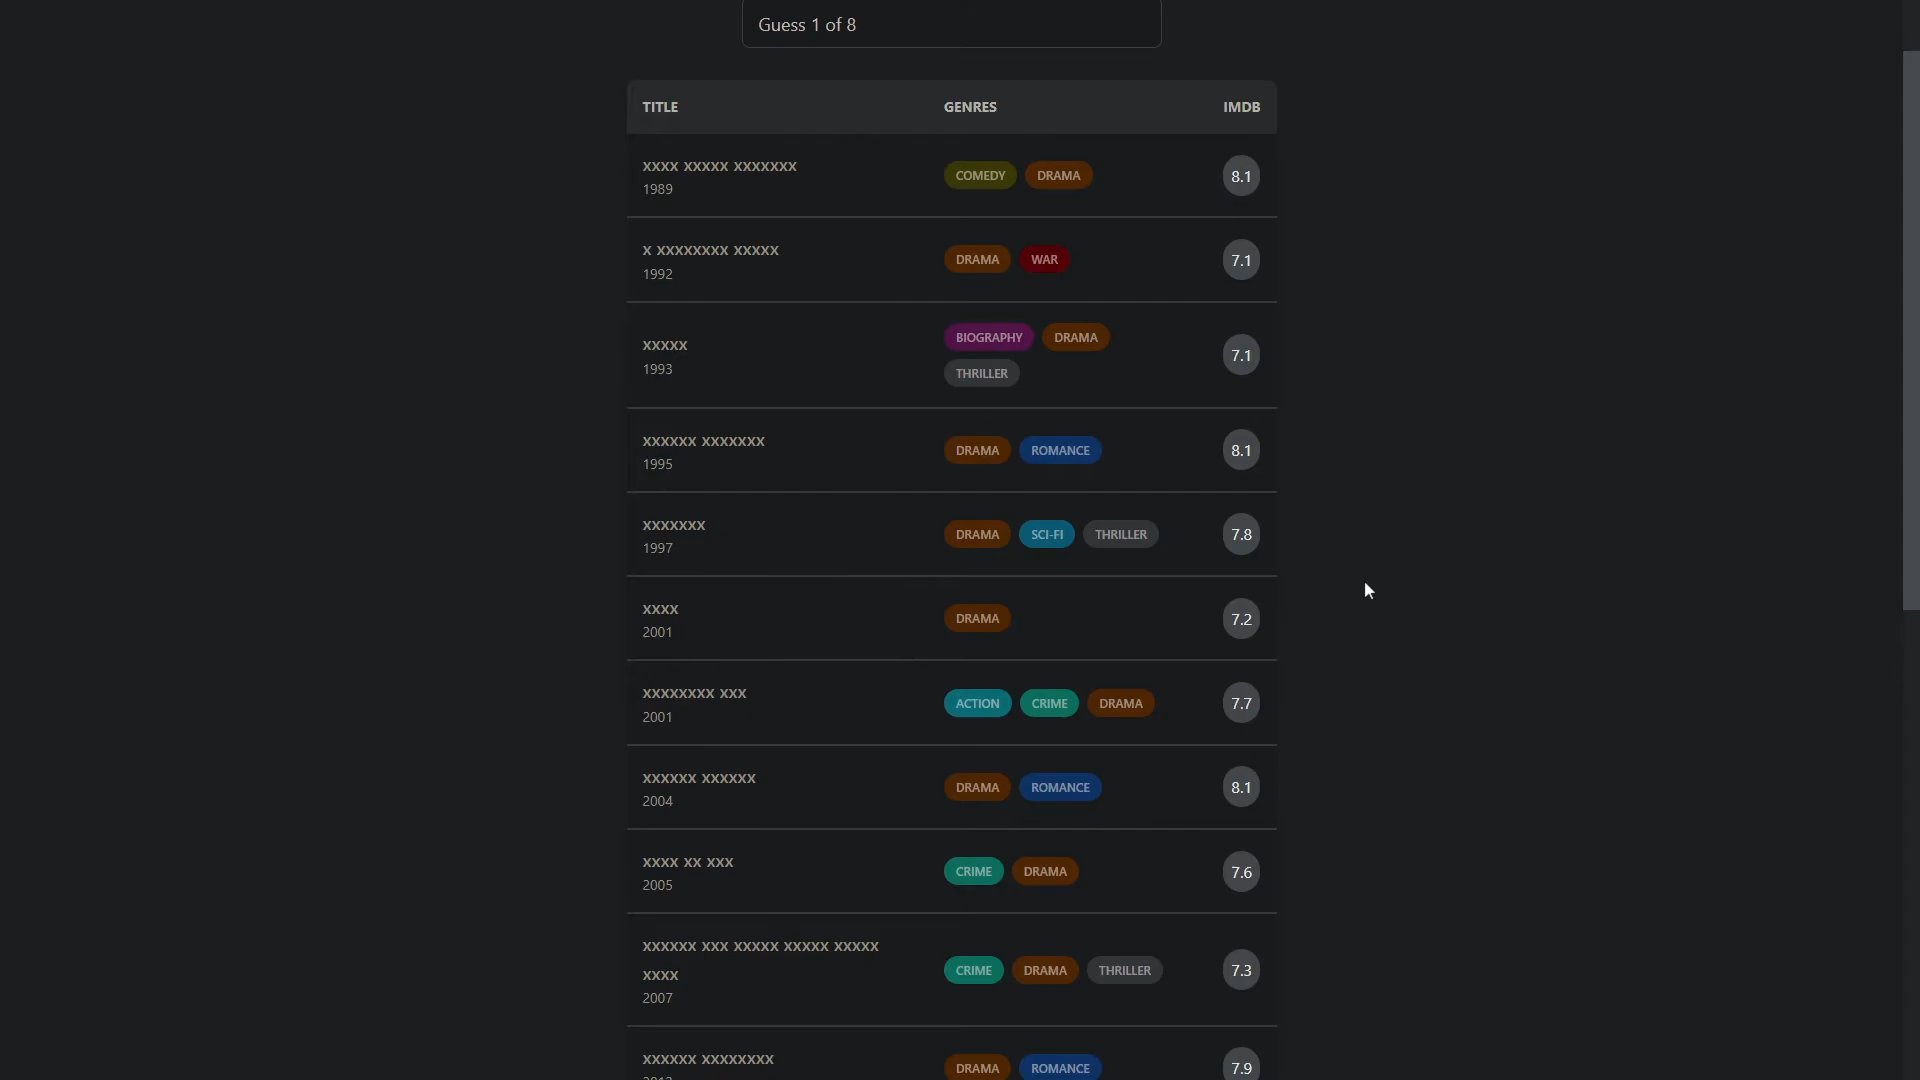 Guess 1 of 8
TITLE GENRES IMDB
xxxx xxxxx xxxxxxx
1989
COMEDY DRAMA
8.1
x xxxxxxxx xxxxx
1992
DRAMA WAR
7.1
xxxxx
1993
BIOGRAPHY DRAMA
THRILLER
7.1
xxxxxx xxxxxxx
1995
DRAMA ROMANCE
8.1
xxxxxxx
1997
DRAMA SCI-FI THRILLER
7.8
xxxx
2001
DRAMA
7.2
xxxxxxxx xxx
2001
ACTION CRIME DRAMA
7.7
xxxxxx xxxxxx
2004
DRAMA ROMANCE
8.1
xxxx xx xxx
2005
CRIME DRAMA
7.6
xxxxxx xxx xxxxx xxxxx xxxxx
xxxx
2007
CRIME DRAMA THRILLER
7.3
xxxxxx xxxxxxxx
DRAMA ROMANCE
7.9